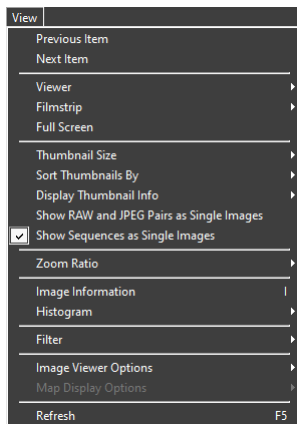 View
Previous Item
Next Item
Viewer
Filmstrip
Full Screen
Thumbnail Size
Sort Thumbnails By
Display Thumbnail Info
Show RAW and JPEG Pairs as Single Images
Show Sequences as Single Images
Zoom Ratio
Image Information I
Histogram
Filter
Image Viewer Options
Map Display Options
Refresh F5